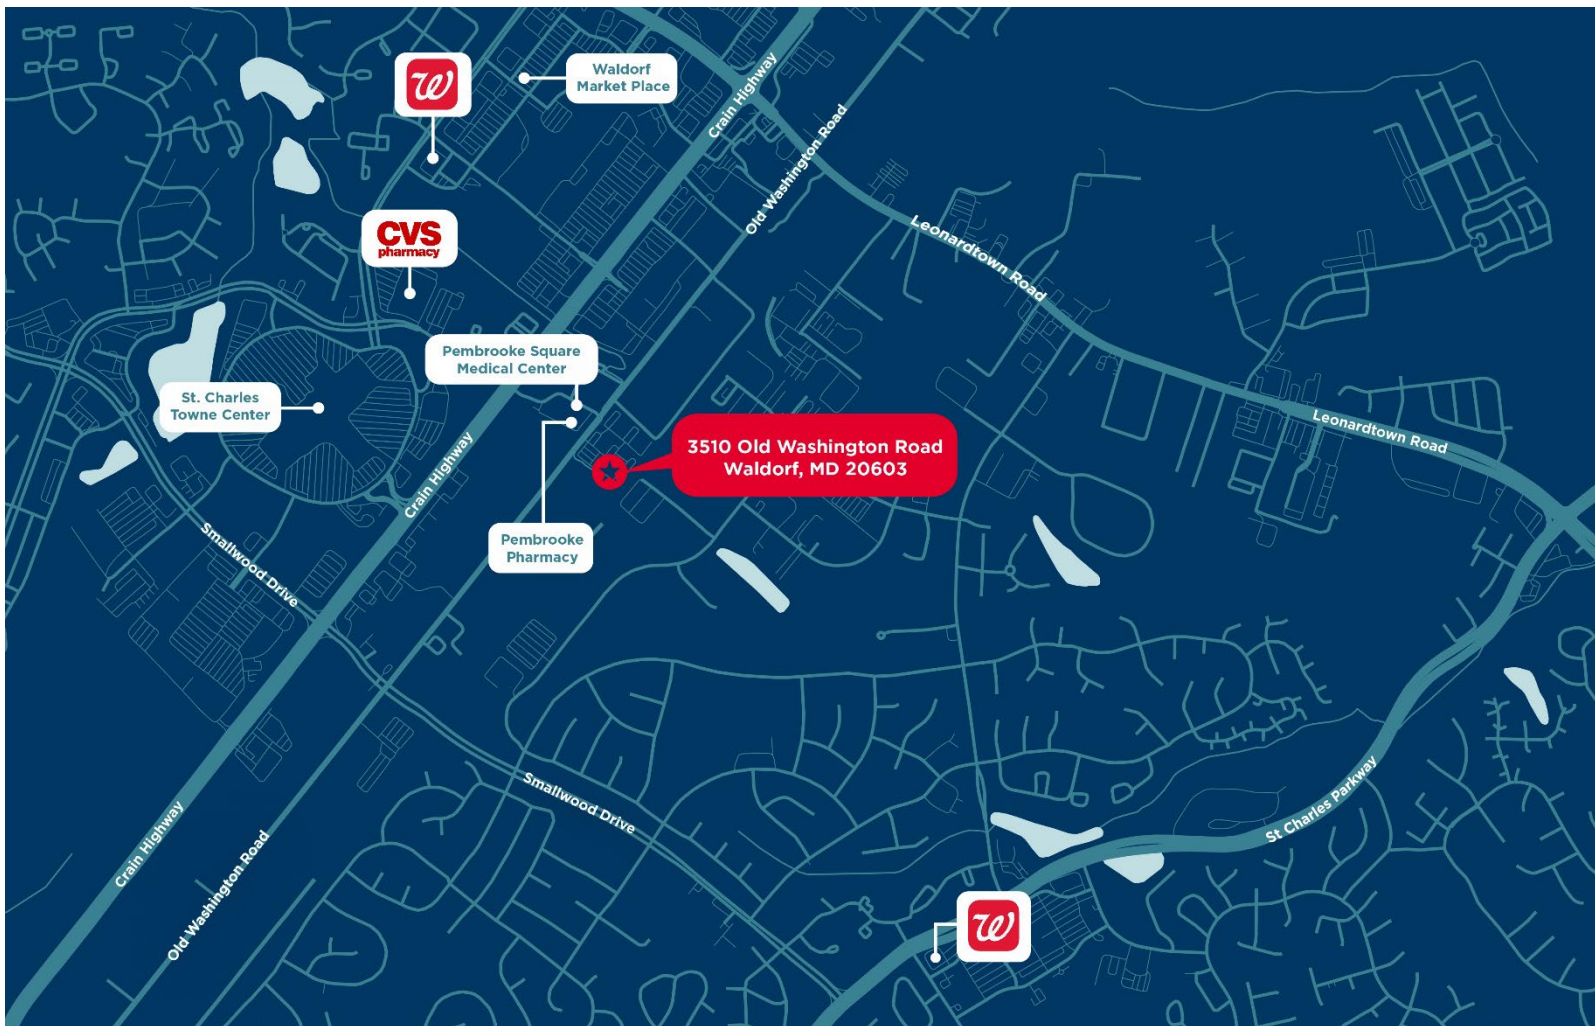 Waldorf
Market Place
W
Crain Highway
Old Washington Road
CVS
pharmacy
Leonardtown Road
Pembrooke Square
Medical Center
St. Charles
Towne Center
3510 Old Washington Road
Waldorf, MD 20603
Leonardtown Road
Crain Highway
Pembrooke
Pharmacy
Smallwood Drive
Smallwood Drive
St Charles Parkway
Crain Highway
Old Washington Road
W